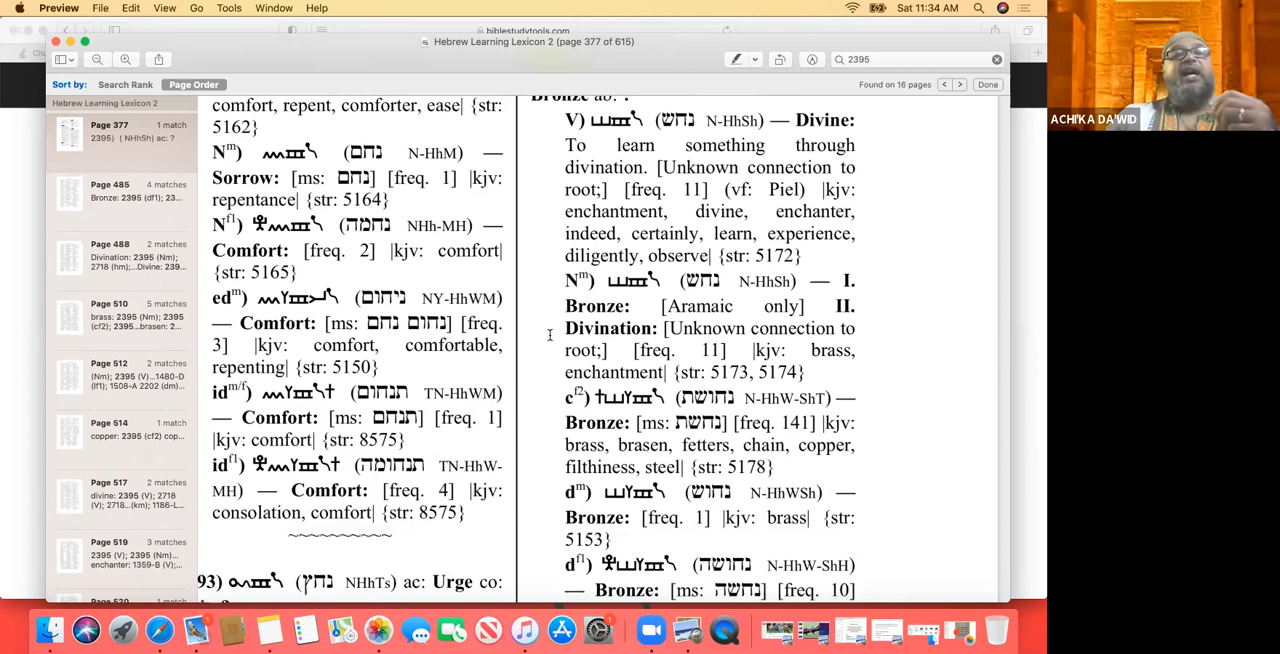 Preview File Edit View Go Tools Window Help
Sat 11:34 AM
biblestudytools.com
Hebrew Learning Lexicon 2 (page 377 of 615)
2395
Sort by: Search Rank Page Order
Found on 16 pages
Done
Hebrew Learning Lexicon 2
Page 377 1 match
2395) ( NHhSh) ac: ?
Page 485 4 matches
Bronze: 2395 (df1); 23...
Page 488 2 matches
Divination: 2395 (Nm);
2718 (hm);...Divine: 239...
Page 510 5 matches
brass: 2395 (Nm); 2395
(cf2); 2395...brasen: 2...
Page 512 2 matches
(Nm); 2395 (V)...1480-D
(lf1); 1508-A 2202 (dm)...
Page 514 1 match
copper: 2395 (cf2) cop...
Page 517 2 matches
divine: 2395 (V); 2718
(V); 2718...(km); 1186-L...
Page 519 3 matches
2395 (V); 2395 (Nm)...
enchanter: 1359-B (V);
comfort, repent, comforter, ease| {str:
5162}
Nm) (נחם N-HhM) —
Sorrow: [ms: נחם] [freq. 1] |kjv:
repentance| {str: 5164}
Nf1) (נחמה NHh-MH) —
Comfort: [freq. 2] |kjv: comfort|
{str: 5165}
edm) (ניחום NY-HhWM)
— Comfort: [ms: נחום נחם] [freq.
3] |kjv: comfort, comfortable,
repenting| {str: 5150}
idm/f) (תנחום TN-HhWM)
— Comfort: [ms: תנחם] [freq. 1]
|kjv: comfort| {str: 8575}
idf1) (תנחומה TN-HhW-
MH) — Comfort: [freq. 4] |kjv:
consolation, comfort| {str: 8575}
~~~~~~~~~~
93) (נחץ NHhTs) ac: Urge co:
V) (נחש N-HhSh) — Divine:
To learn something through
divination. [Unknown connection to
root;] [freq. 11] (vf: Piel) |kjv:
enchantment, divine, enchanter,
indeed, certainly, learn, experience,
diligently, observe| {str: 5172}
Nm) (נחש N-HhSh) — I.
Bronze: [Aramaic only] II.
Divination: [Unknown connection to
root;] [freq. 11] |kjv: brass,
enchantment| {str: 5173, 5174}
cf2) (נחושת N-HhW-ShT) —
Bronze: [ms: נחשת] [freq. 141] |kjv:
brass, brasen, fetters, chain, copper,
filthiness, steel| {str: 5178}
dm) (נחוש N-HhWSh) —
Bronze: [freq. 1] |kjv: brass| {str:
5153}
df1) (נחושה N-HhW-ShH)
— Bronze: [ms: נחשה] [freq. 10]
ACHI'KA DA'WID